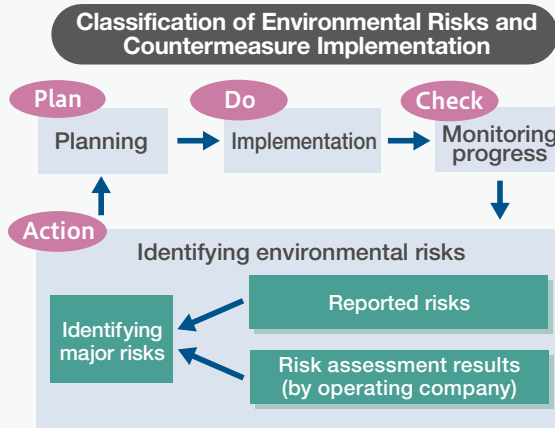 Classification of Environmental Risks and
Countermeasure Implementation
Plan
Planning
Do
Implementation
Check
Monitoring
progress
Action
Identifying environmental risks
Identifying
major risks
Reported risks
Risk assessment results
(by operating company)